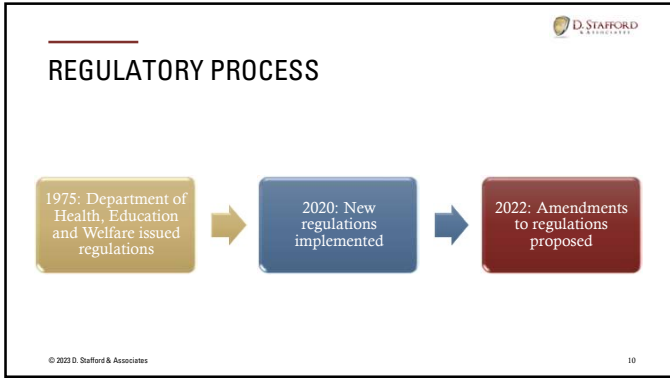 D. STAFFORD
& ASSOCIATES
REGULATORY PROCESS
1975: Department of
Health, Education
and Welfare issued
regulations
2020: New
regulations
implemented
2022: Amendments
to regulations
proposed
© 2023 D. Stafford & Associates
10